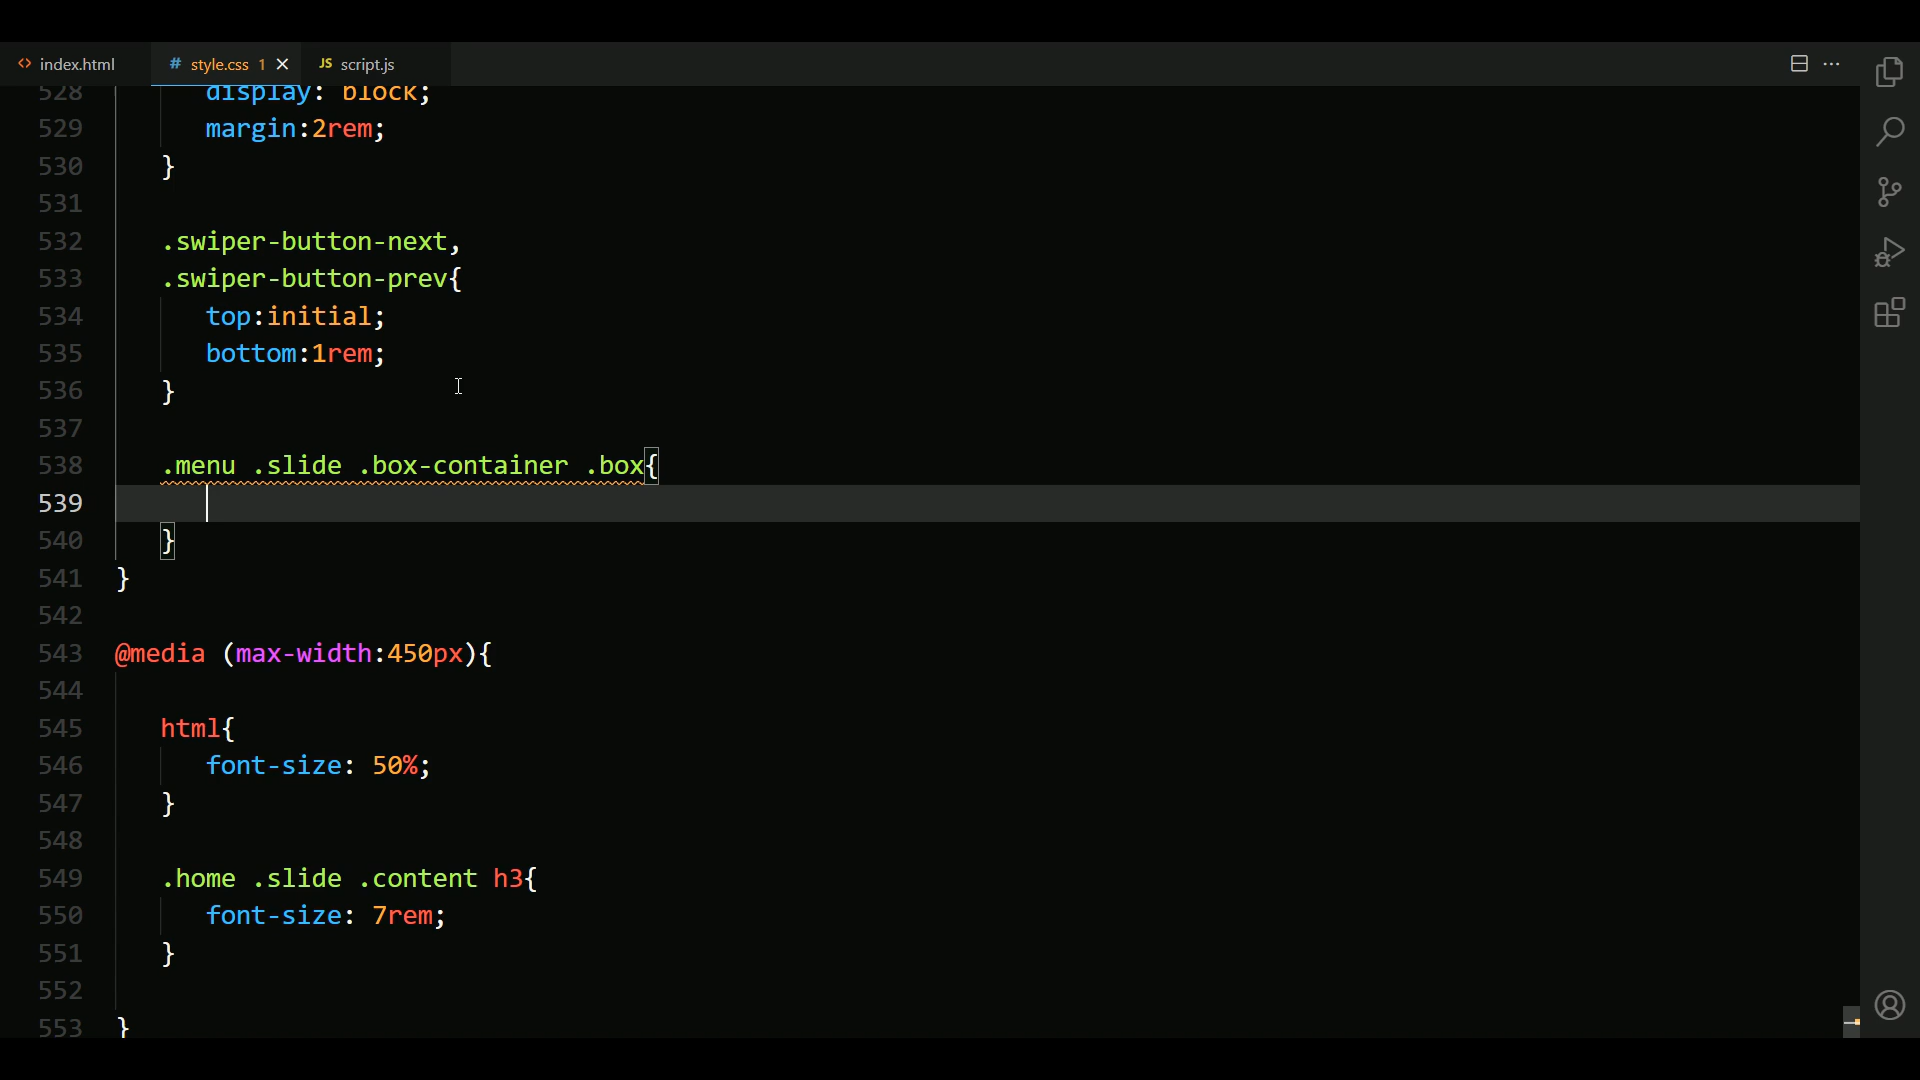 index.html
# style.css 1
JS script.js
528 display: block;
529 margin:2rem;
530 }
531
532 .swiper-button-next,
533 .swiper-button-prev{
534 top:initial;
535 bottom:1rem;
536 }
537
538 .menu .slide .box-container .box{
539
540 }
541 }
542
543 @media (max-width:450px){
544
545 html{
546 font-size: 50%;
547 }
548
549 .home .slide .content h3{
550 font-size: 7rem;
551 }
552
553 }